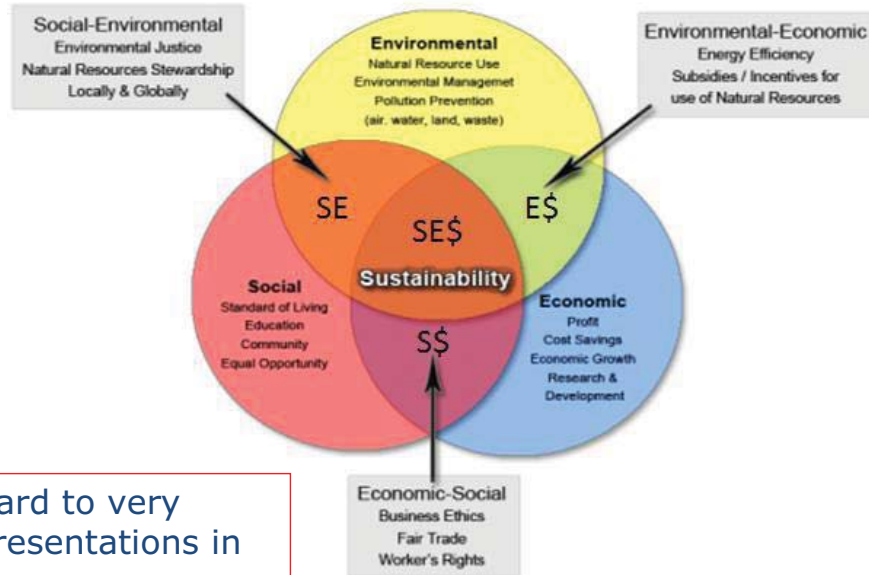 Social-Environmental
Environmental Justice
Natural Resources Stewardship
Locally & Globally
Environmental
Natural Resource Use
Environmental Managemet
Pollution Prevention
(air. water, land, waste)
Environmental-Economic
Energy Efficiency
Subsidies / Incentives for
use of Natural Resources
SE
SE$
E$
Sustainability
Social
Standard of Living
Education
Community
Equal Opportunity
Economic
Profit
Cost Savings
Economic Growth
Research &
Development
S$
Economic-Social
Business Ethics
Fair Trade
Worker's Rights
ard to very
resentations in